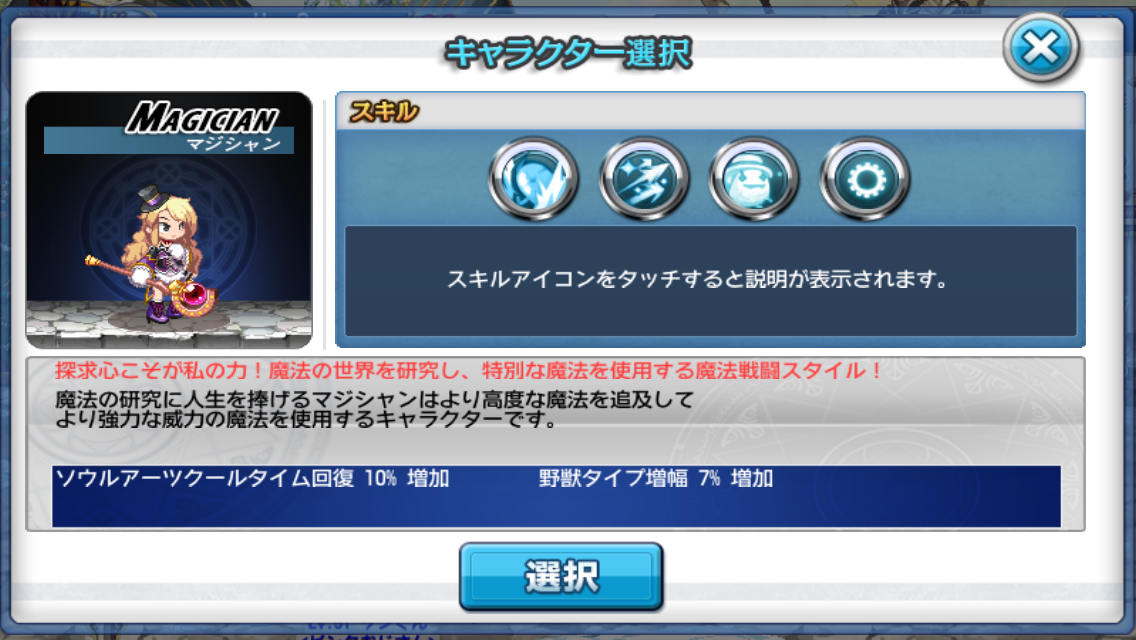 キャラクター選択
MAGICIAN
マジシャン
スキル
スキルアイコンをタッチすると説明が表示されます。
探求心こそが私の力！魔法の世界を研究し、特別な魔法を使用する魔法戦闘スタイル！
魔法の研究に人生を捧げるマジシャンはより高度な魔法を追及して
より強力な威力の魔法を使用するキャラクターです。
ソウルアーツクールタイム回復 10% 増加 野獣タイプ増幅 7% 増加
選択